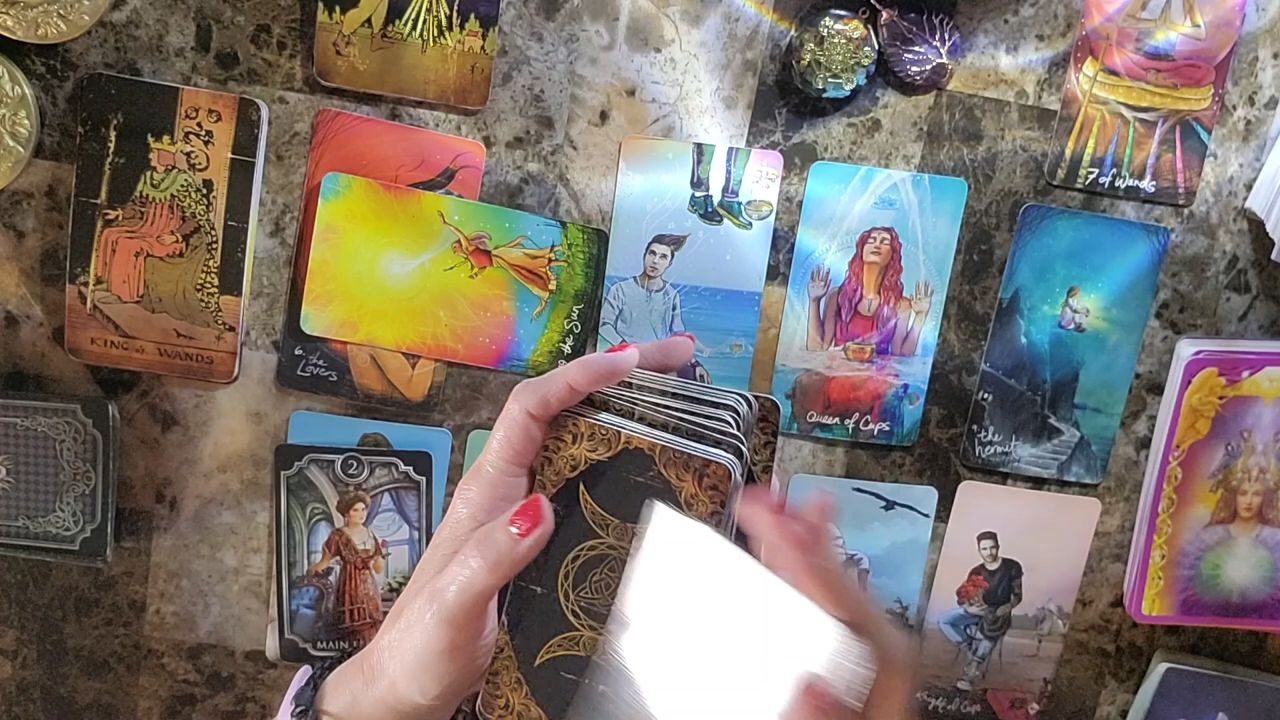 7 of Wands
KING of WANDS
the Sun
6. the
Lovers
Queen of Cups
9. the
hermit
2
MAIN
Knight of Cups